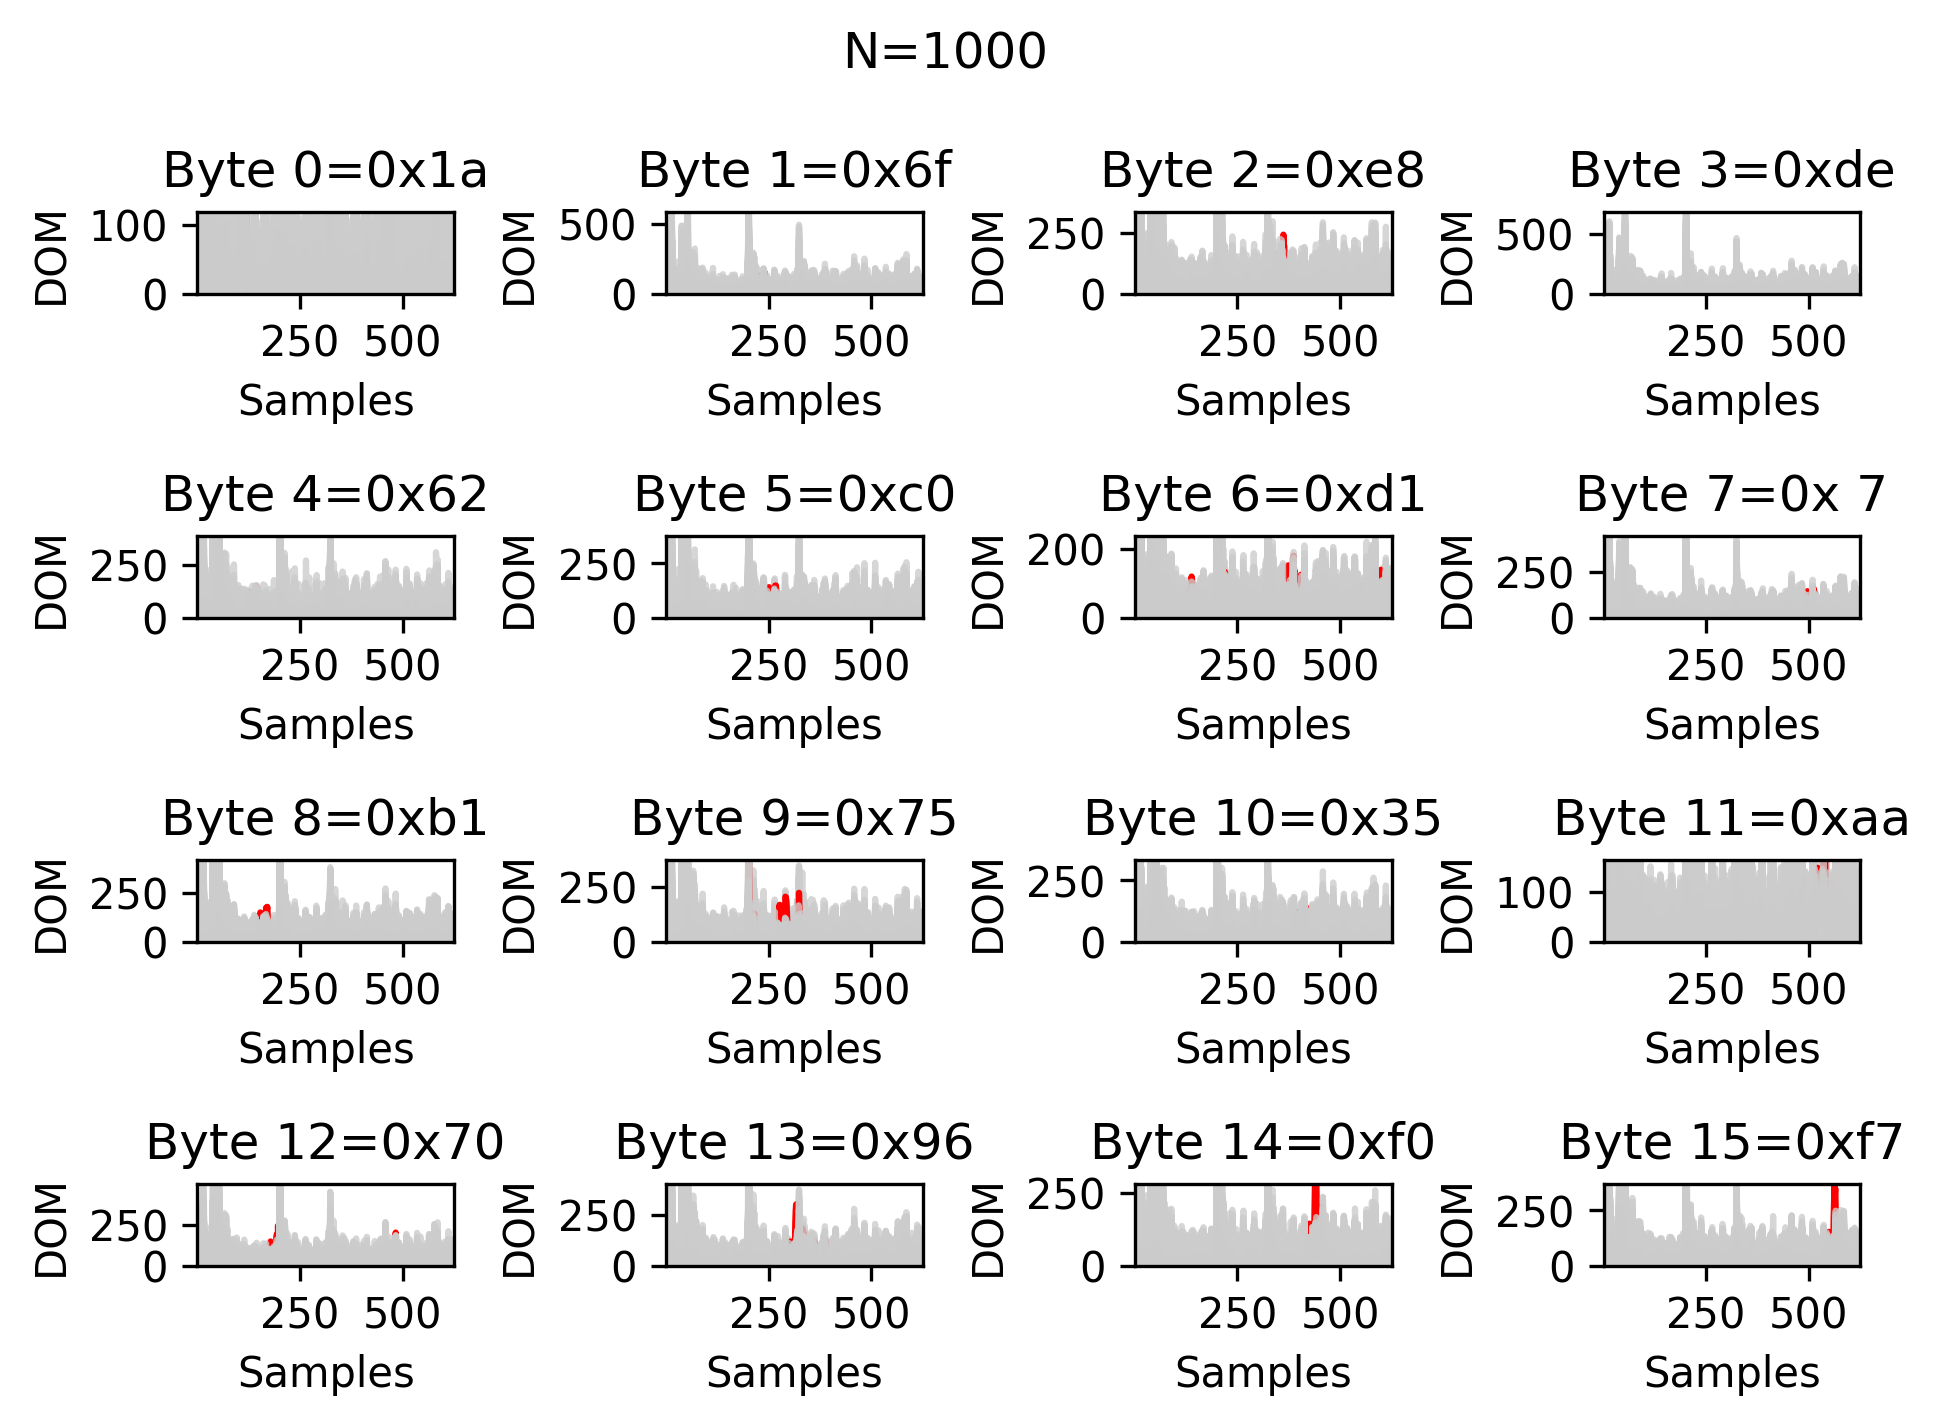 N=1000
Byte 0=0x1a
Byte 1=0x6f
Byte 2=0xe8
Byte 3=0xde
DOM
100
0
250 500
Samples
DOM
500
0
250 500
Samples
DOM
250
0
250 500
Samples
DOM
500
0
250 500
Samples
Byte 4=0x62
Byte 5=0xc0
Byte 6=0xd1
Byte 7=0x 7
DOM
250
0
250 500
Samples
DOM
250
0
250 500
Samples
DOM
200
0
250 500
Samples
DOM
250
0
250 500
Samples
Byte 8=0xb1
Byte 9=0x75
Byte 10=0x35
Byte 11=0xaa
DOM
250
0
250 500
Samples
DOM
250
0
250 500
Samples
DOM
250
0
250 500
Samples
DOM
100
0
250 500
Samples
Byte 12=0x70
Byte 13=0x96
Byte 14=0xf0
Byte 15=0xf7
DOM
250
0
250 500
Samples
DOM
250
0
250 500
Samples
DOM
250
0
250 500
Samples
DOM
250
0
250 500
Samples